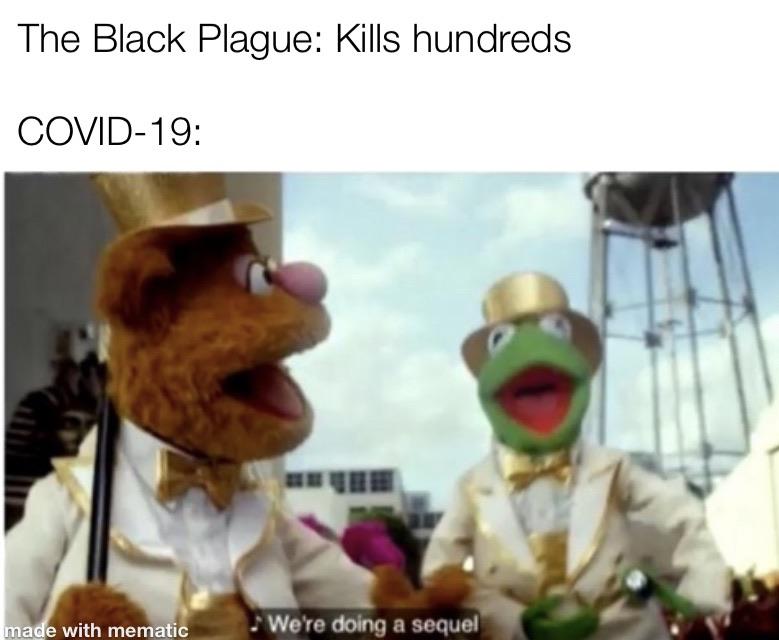 The Black Plague: Kills hundreds
COVID-19:
♪ We're doing a sequel
made with mematic